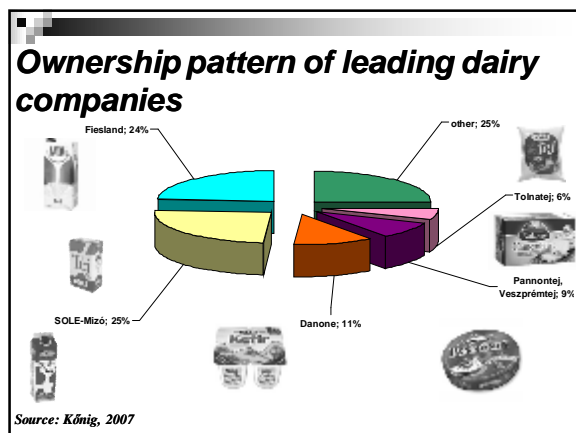 Ownership pattern of leading dairy
companies
Fiesland; 24%
other; 25%
Tolnatej; 6%
Pannontej,
Veszprémtej; 9%
SOLE-Mizó; 25%
Danone; 11%
Kefir
Source: Kőnig, 2007